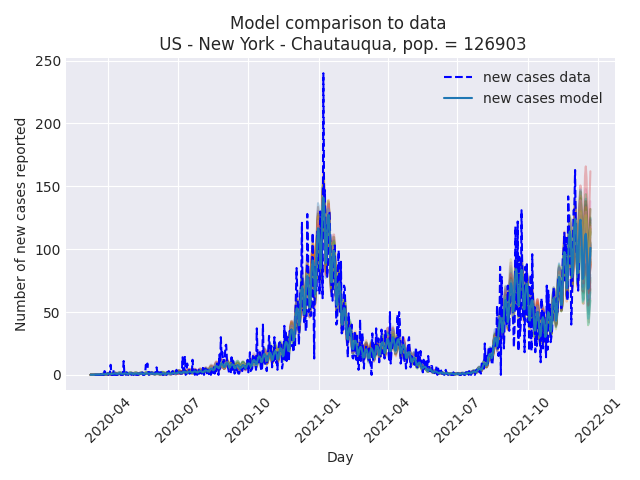 Model comparison to data
US - New York - Chautauqua, pop. = 126903
new cases data
new cases model
Number of new cases reported
250
200
150
100
50
0
2020-04
2020-07
2020-10
2021-01
2021-04
2021-07
2021-10
2022-01
Day